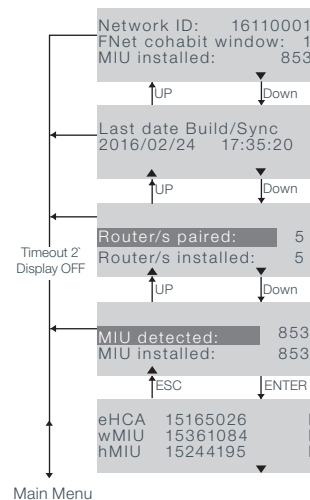 Network ID: 16110001
FNet cohabit window: 1
MIU installed: 853
UP
Down
Last date Build/Sync
2016/02/24 17:35:20
UP
Down
Router/s paired: 5
Router/s installed: 5
Timeout 2`
Display OFF
UP
Down
MIU detected: 853
MIU installed: 853
ESC
ENTER
eHCA 15165026
wMIU 15361084
hMIU 15244195
Main Menu